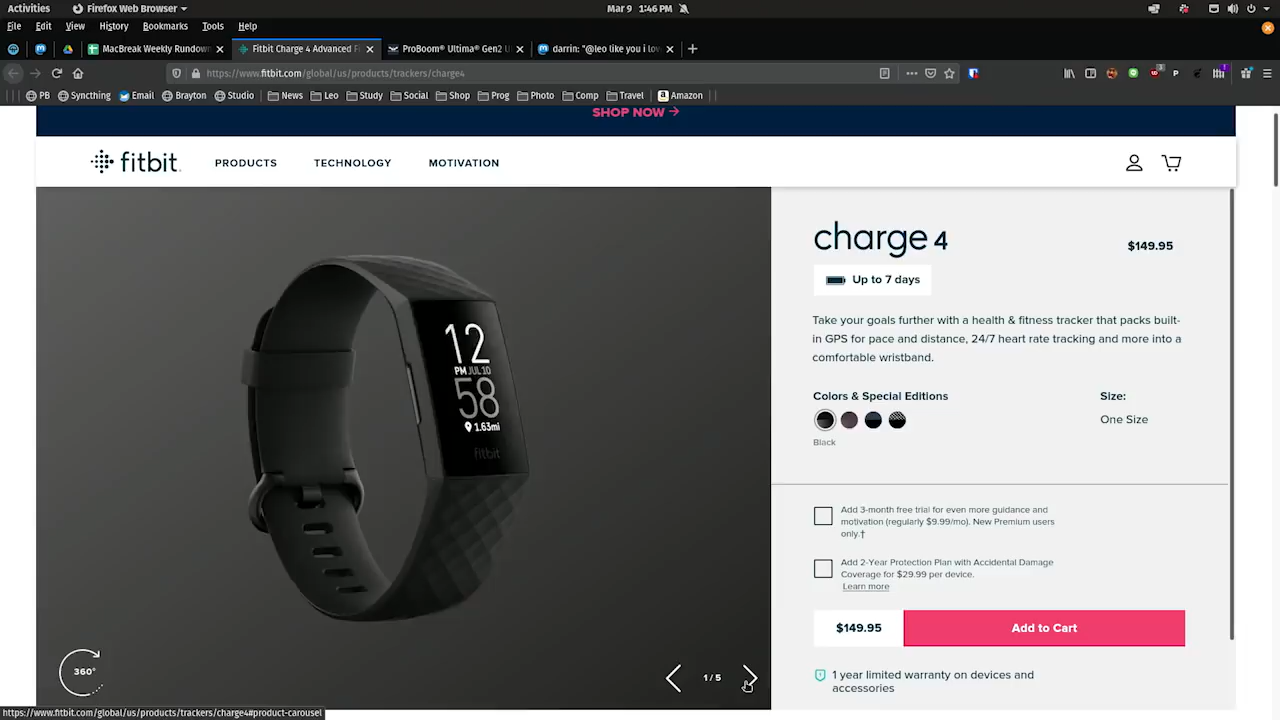 Activities
Firefox Web Browser
Mar 9 1:46 PM
File Edit View History Bookmarks Tools Help
MacBreak Weekly Rundown
Fitbit Charge 4 Advanced Fi
ProBoom® Ultima® Gen2 U
darrin: "@leo like you i lov
https://www.fitbit.com/global/us/products/trackers/charge4
PB Syncthing Email Brayton Studio News Leo Study Social Shop Prog Photo Comp Travel Amazon
SHOP NOW →
fitbit
PRODUCTS TECHNOLOGY MOTIVATION
charge 4
$149.95
Up to 7 days
Take your goals further with a health & fitness tracker that packs built-
in GPS for pace and distance, 24/7 heart rate tracking and more into a
comfortable wristband.
Colors & Special Editions
Size:
One Size
Black
12
PM JUL 10
58
1.63mi
fitbit
Add 3-month free trial for even more guidance and
motivation (regularly $9.99/mo). New Premium users
only.†
Add 2-Year Protection Plan with Accidental Damage
Coverage for $29.99 per device.
Learn more
$149.95
Add to Cart
1 year limited warranty on devices and
accessories
360°
1 / 5
https://www.fitbit.com/global/us/products/trackers/charge4#product-carousel